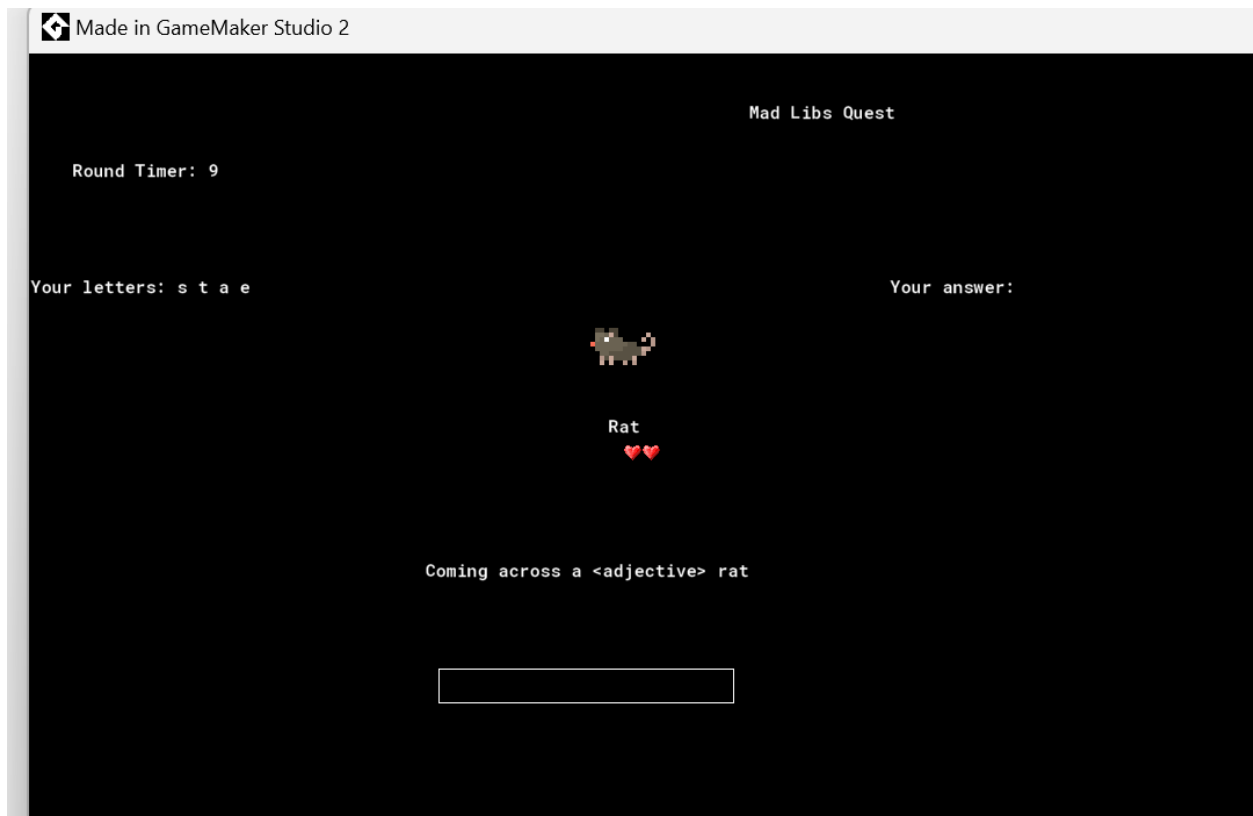 Made in GameMaker Studio 2
Mad Libs Quest
Round Timer: 9
Your letters: s t a e
Your answer:
Rat
Coming across a <adjective> rat